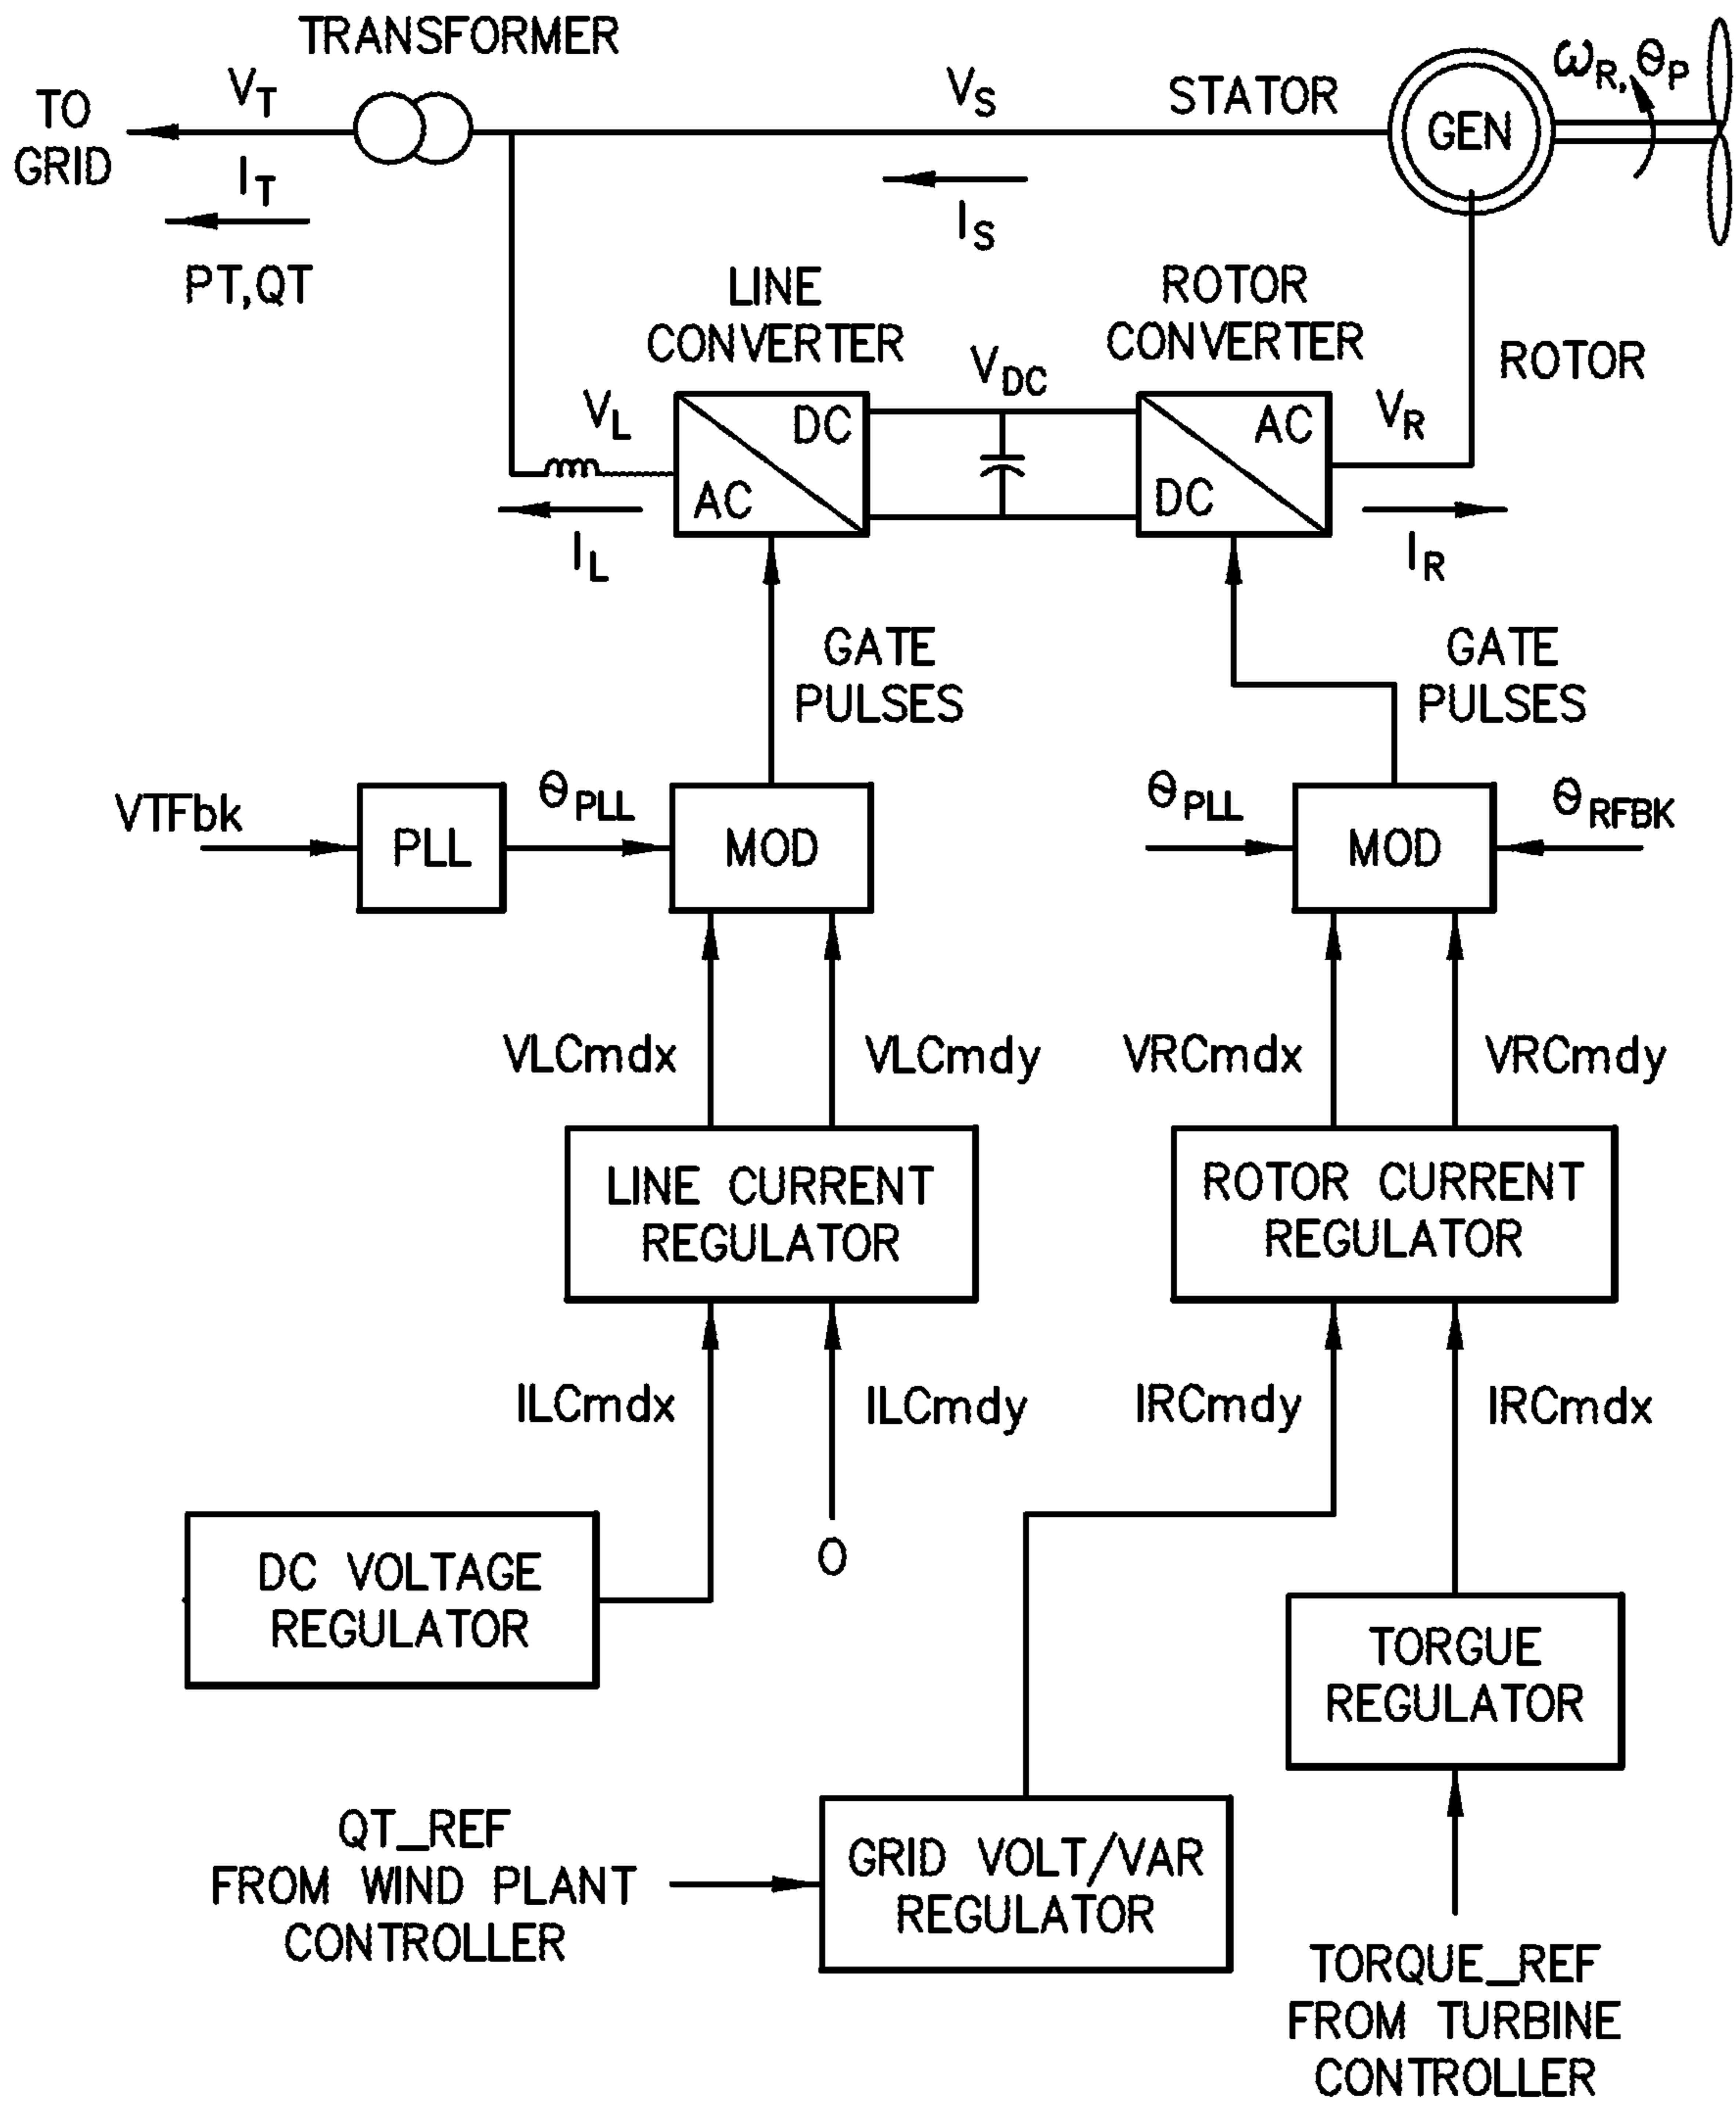 TRANSFORMER
TO
GRID
VT
IT
PT,QT
VS
STATOR
GEN
ωR, ΘP
IS
LINE
CONVERTER
ROTOR
CONVERTER
ROTOR
VDC
VL
DC
AC
AC
DC
VR
IL
IR
GATE
PULSES
GATE
PULSES
VTFbk
PLL
ΘPLL
MOD
ΘPLL
MOD
ΘRFBK
VLCmdx
VLCmdy
VRCmdx
VRCmdy
LINE CURRENT
REGULATOR
ROTOR CURRENT
REGULATOR
ILCmdx
ILCmdy
IRCmdy
IRCmdx
0
DC VOLTAGE
REGULATOR
TORGUE
REGULATOR
QT_REF
FROM WIND PLANT
CONTROLLER
GRID VOLT/VAR
REGULATOR
TORQUE_REF
FROM TURBINE
CONTROLLER